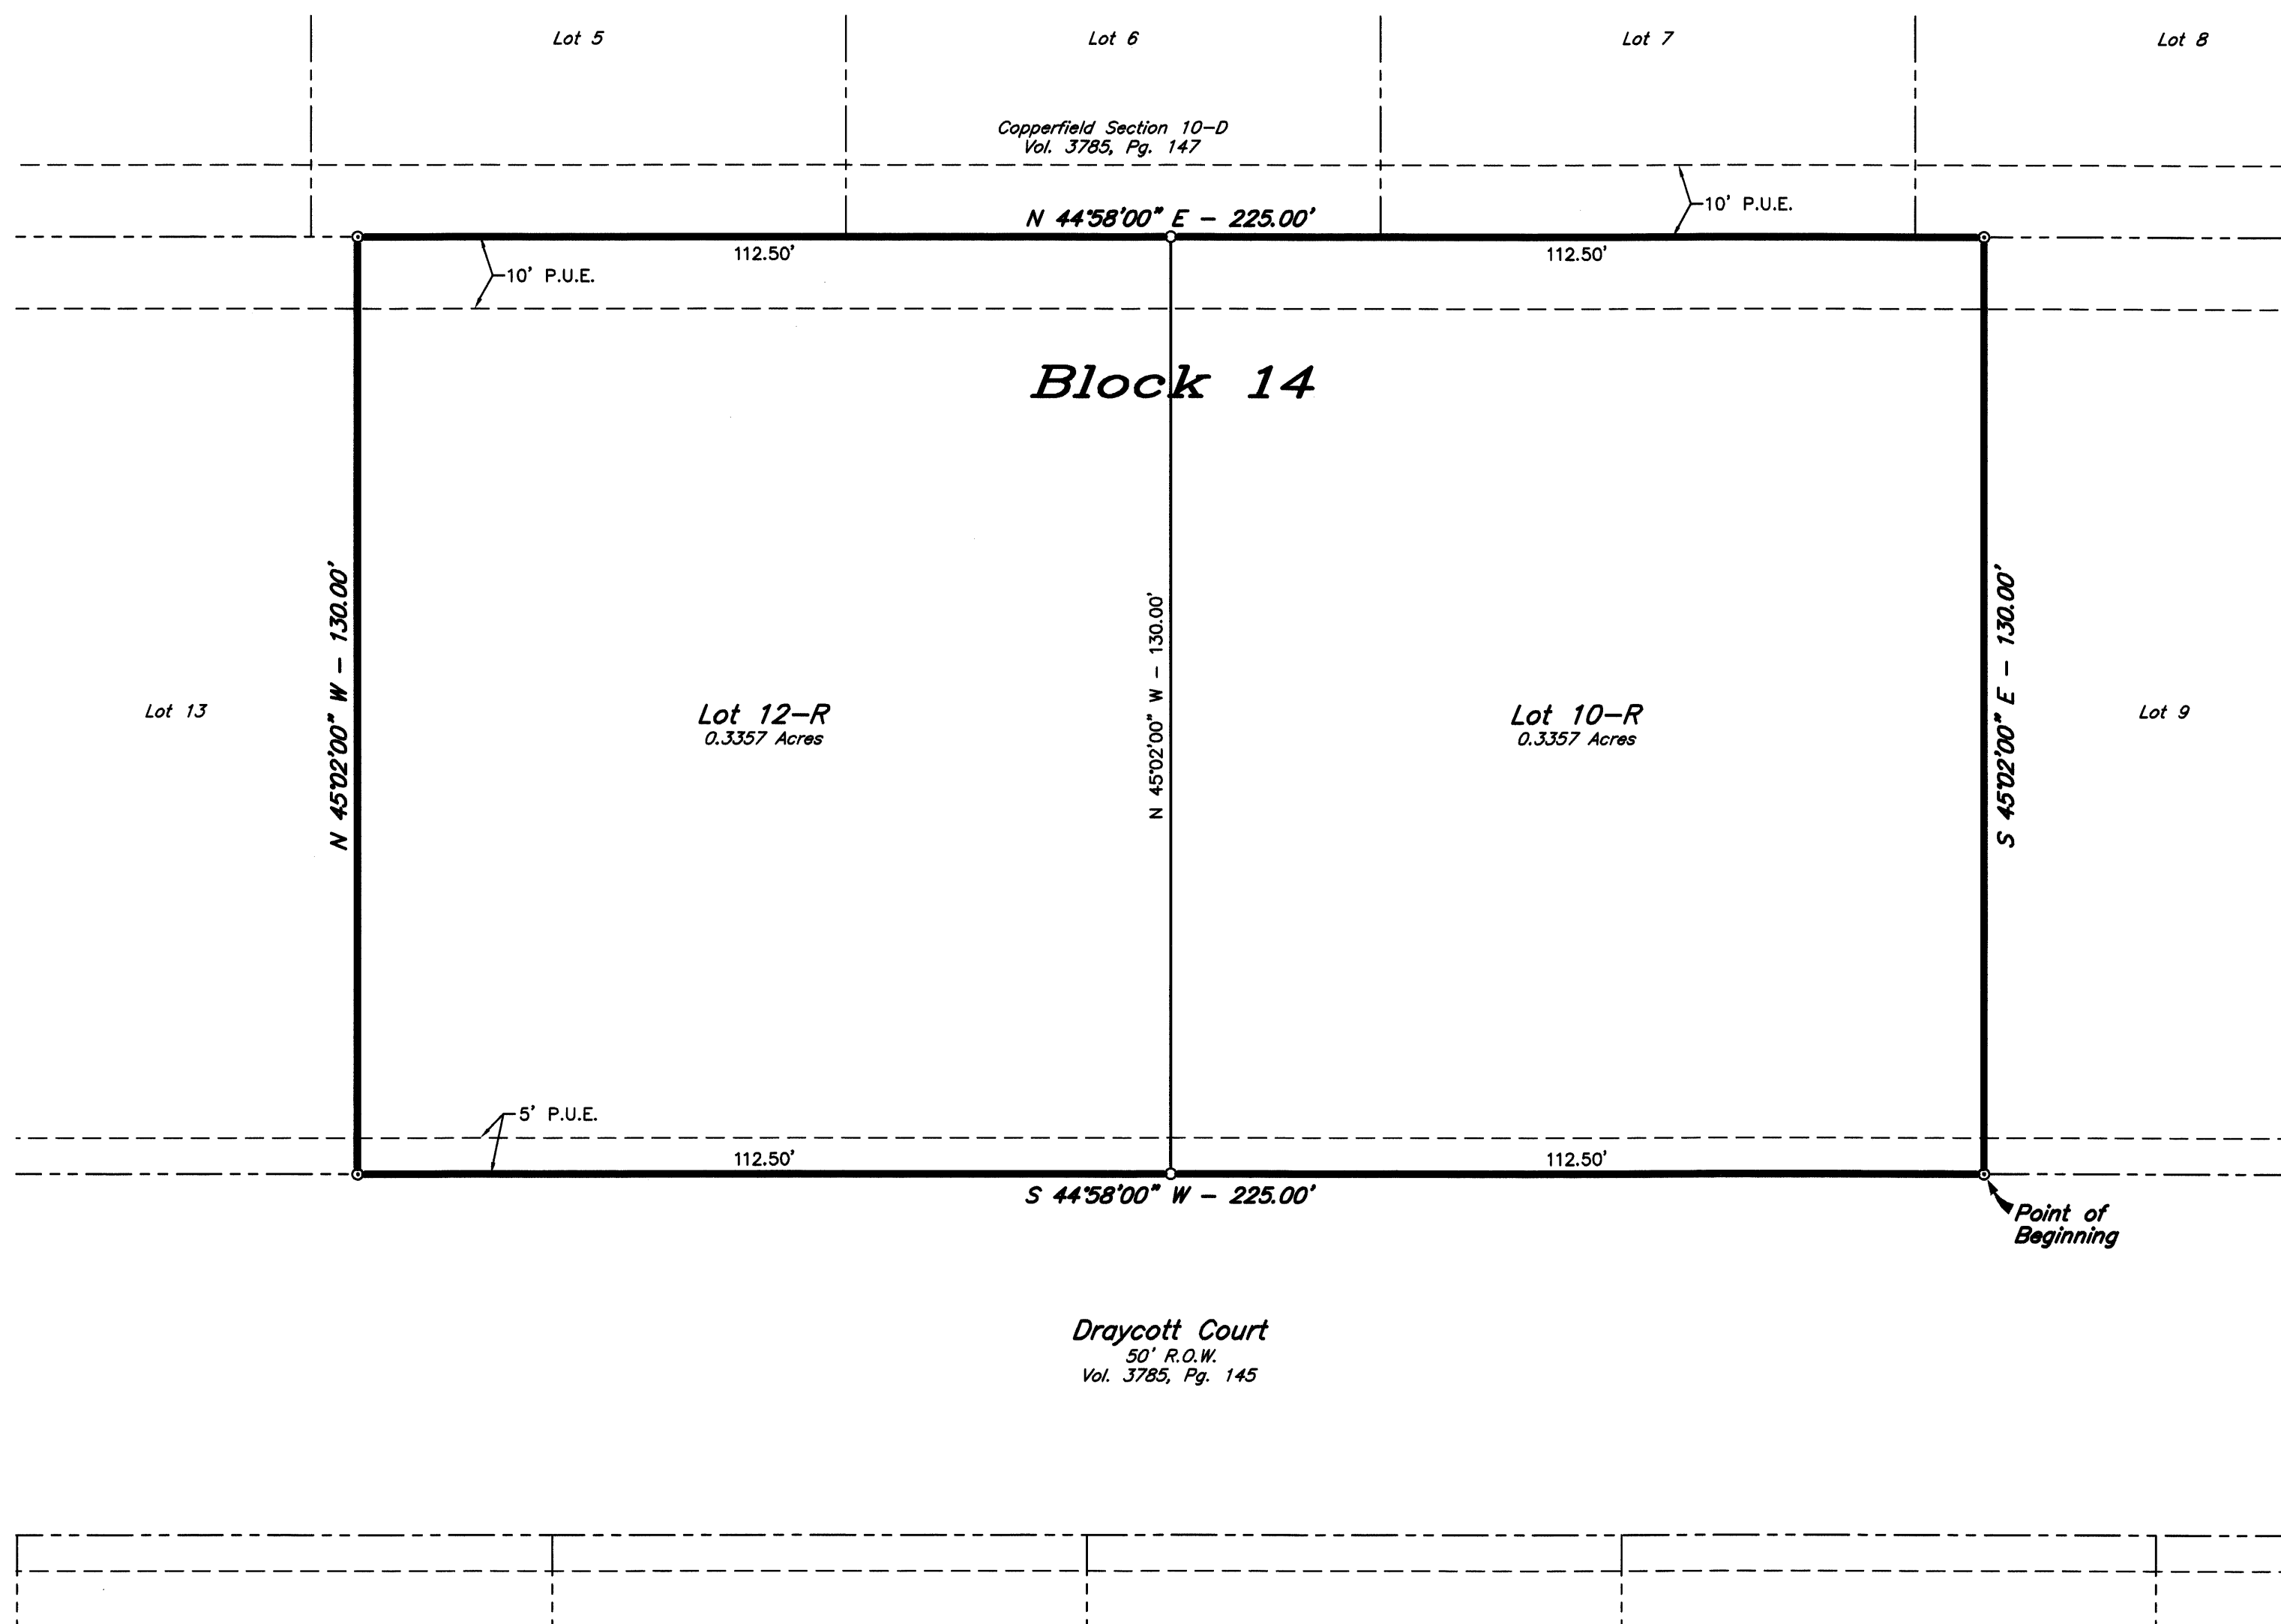 Lot 5
Lot 6
Lot 7
Lot 8
Copperfield Section 10-D
Vol. 3785, Pg. 147
10' P.U.E.
N 44°58'00" E - 225.00'
112.50'
112.50'
10' P.U.E.
Block 14
N 45°02'00" W - 130.00'
N 45°02'00" W - 130.00'
S 45°02'00" E - 130.00'
Lot 13
Lot 12-R
0.3357 Acres
Lot 10-R
0.3357 Acres
Lot 9
5' P.U.E.
112.50'
112.50'
S 44°58'00" W - 225.00'
Point of
Beginning
Draycott Court
50' R.O.W.
Vol. 3785, Pg. 145